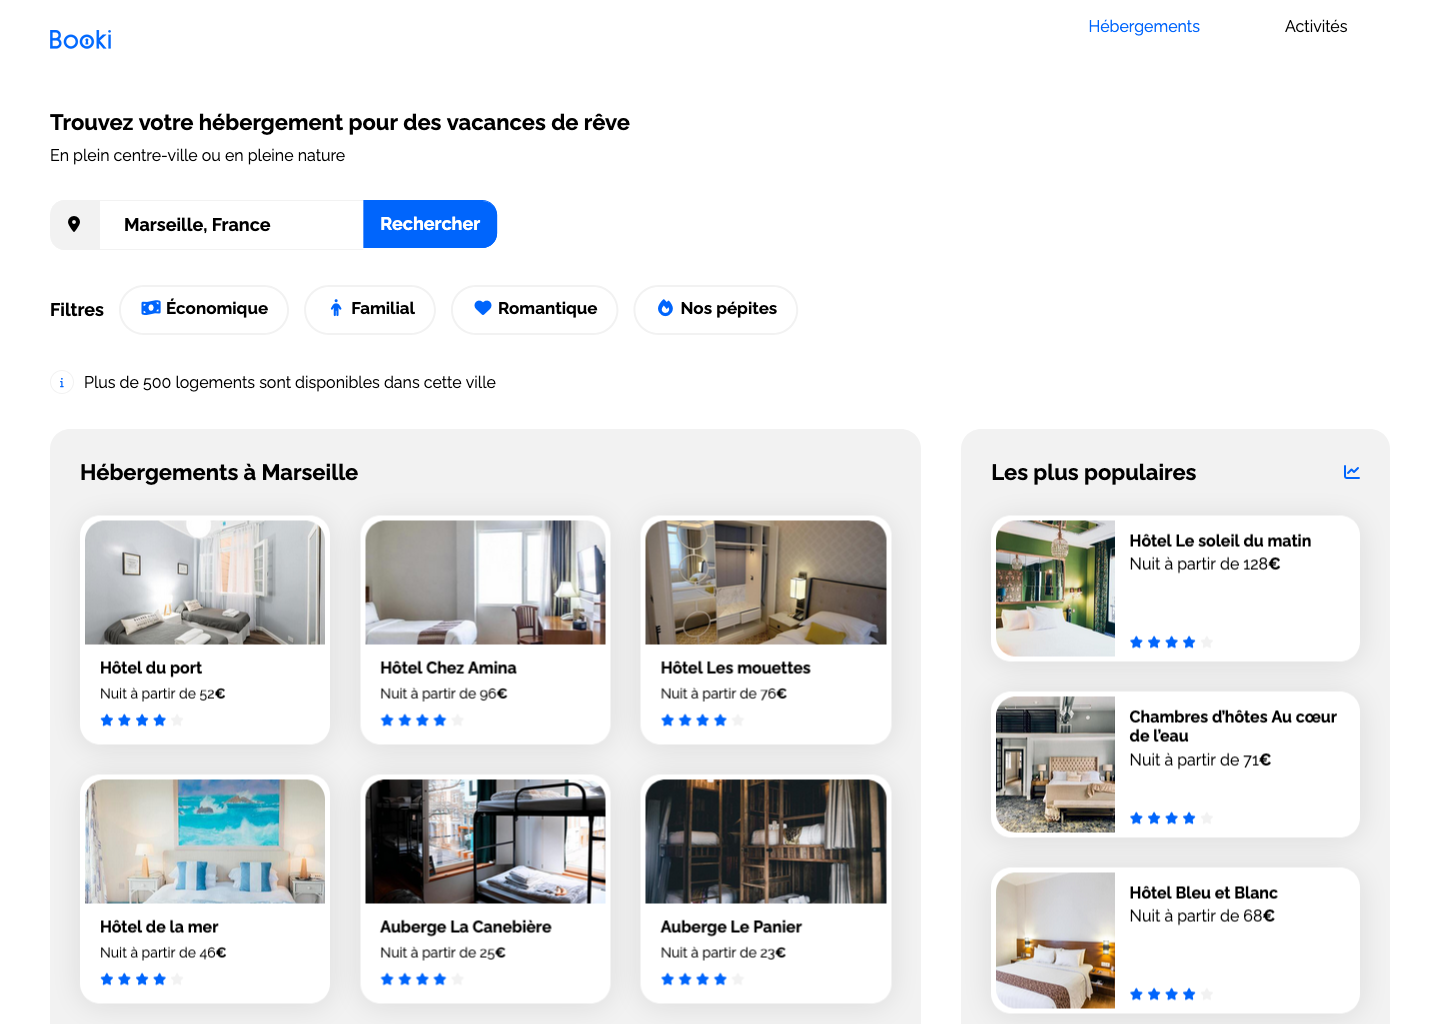 Booki
Hébergements
Activités
Trouvez votre hébergement pour des vacances de rêve
En plein centre-ville ou en pleine nature
Marseille, France
Rechercher
Filtres
Économique
Familial
Romantique
Nos pépites
Plus de 500 logements sont disponibles dans cette ville
Hébergements à Marseille
Hôtel du port
Nuit à partir de 52€
Hôtel Chez Amina
Nuit à partir de 96€
Hôtel Les mouettes
Nuit à partir de 76€
Hôtel de la mer
Nuit à partir de 46€
Auberge La Canebière
Nuit à partir de 25€
Auberge Le Panier
Nuit à partir de 23€
Les plus populaires
Hôtel Le soleil du matin
Nuit à partir de 128€
Chambres d’hôtes Au cœur
de l’eau
Nuit à partir de 71€
Hôtel Bleu et Blanc
Nuit à partir de 68€